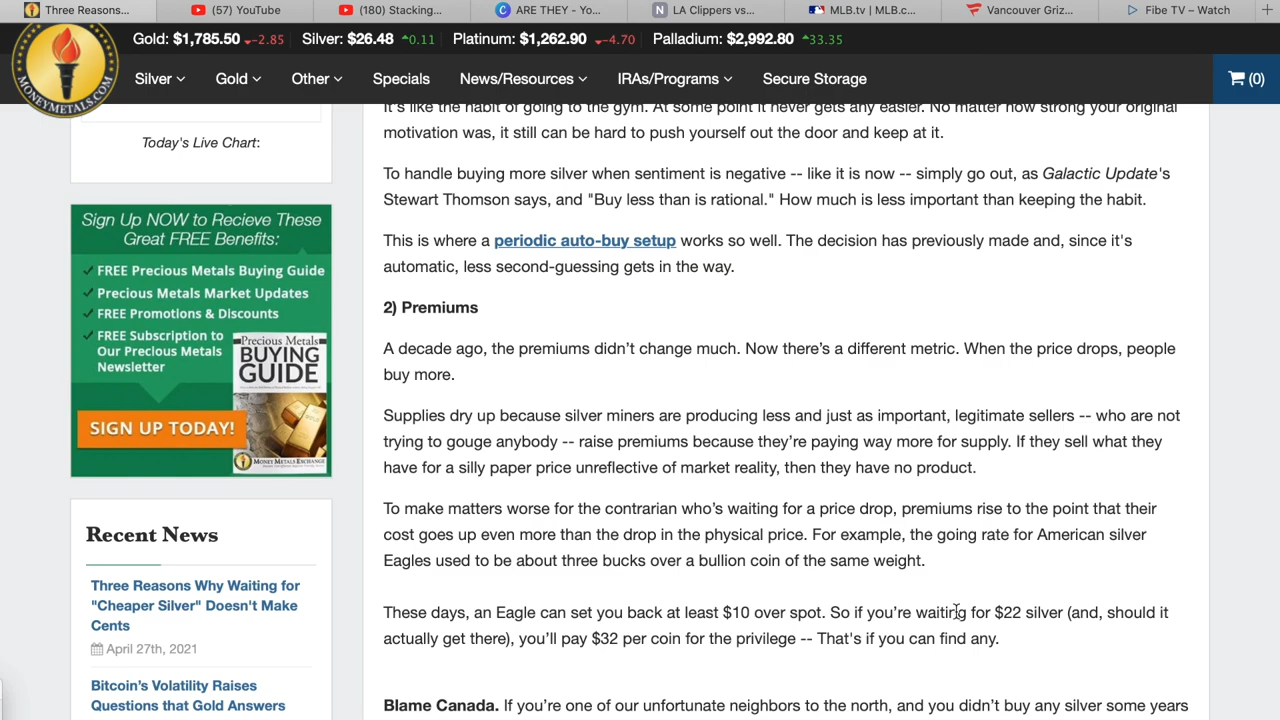 Three Reasons...
(57) YouTube
(180) Stacking...
ARE THEY - Yo...
LA Clippers vs...
MLB.tv | MLB.c...
Vancouver Griz...
Fibe TV – Watch
Gold: $1,785.50 -2.85 Silver: $26.48 0.11 Platinum: $1,262.90 -4.70 Palladium: $2,992.80 33.35
MONEYMETALS.COM
Silver Gold Other Specials News/Resources IRAs/Programs Secure Storage (0)
Today's Live Chart:
Sign Up NOW to Recieve These
Great FREE Benefits:
FREE Precious Metals Buying Guide
Precious Metals Market Updates
FREE Promotions & Discounts
FREE Subscription to
Our Precious Metals
Newsletter
Precious Metals
BUYING
GUIDE
SIGN UP TODAY!
MONEY METALS EXCHANGE
Recent News
Three Reasons Why Waiting for
"Cheaper Silver" Doesn't Make
Cents
April 27th, 2021
Bitcoin's Volatility Raises
Questions that Gold Answers
It's like the habit of going to the gym. At some point it never gets any easier. No matter how strong your original
motivation was, it still can be hard to push yourself out the door and keep at it.
To handle buying more silver when sentiment is negative -- like it is now -- simply go out, as Galactic Update's
Stewart Thomson says, and "Buy less than is rational." How much is less important than keeping the habit.
This is where a periodic auto-buy setup works so well. The decision has previously made and, since it's
automatic, less second-guessing gets in the way.
2) Premiums
A decade ago, the premiums didn’t change much. Now there’s a different metric. When the price drops, people
buy more.
Supplies dry up because silver miners are producing less and just as important, legitimate sellers -- who are not
trying to gouge anybody -- raise premiums because they’re paying way more for supply. If they sell what they
have for a silly paper price unreflective of market reality, then they have no product.
To make matters worse for the contrarian who’s waiting for a price drop, premiums rise to the point that their
cost goes up even more than the drop in the physical price. For example, the going rate for American silver
Eagles used to be about three bucks over a bullion coin of the same weight.
These days, an Eagle can set you back at least $10 over spot. So if you’re waiting for $22 silver (and, should it
actually get there), you’ll pay $32 per coin for the privilege -- That's if you can find any.
Blame Canada. If you’re one of our unfortunate neighbors to the north, and you didn’t buy any silver some years